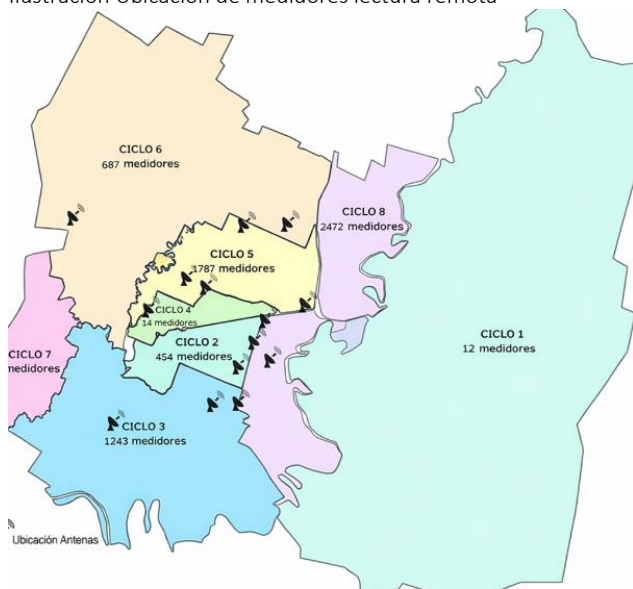 Ilustración Ubicación de medidores lectura remota
CICLO 6
687 medidores
CICLO 8
2472 medidores
CICLO 5
1787 medidores
CICLO 4
14 medidores
CICLO 1
12 medidores
CICLO 2
454 medidores
CICLO 7
medidores
CICLO 3
1243 medidores
Ubicación Antenas